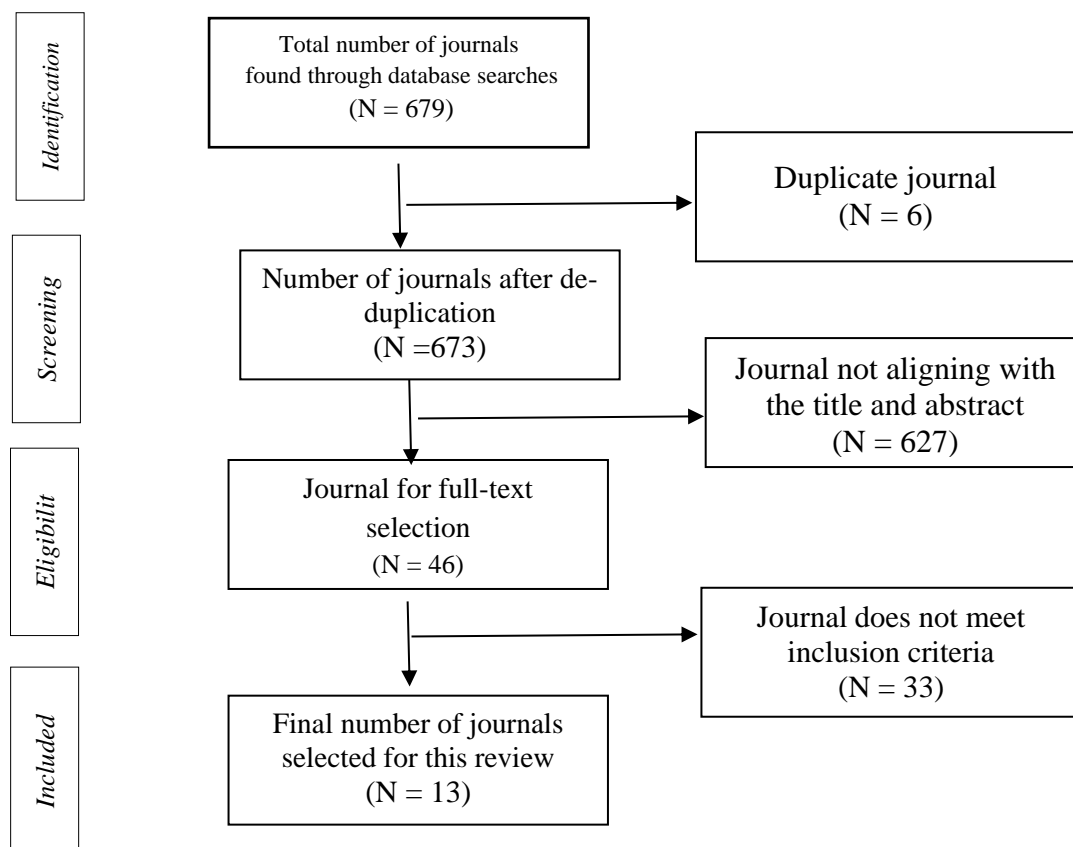 Identification
Total number of journals
found through database searches
(N = 679)
Duplicate journal
(N = 6)
Screening
Number of journals after de-
duplication
(N =673)
Journal not aligning with
the title and abstract
(N = 627)
Eligibilit
Journal for full-text
selection
(N = 46)
Journal does not meet
inclusion criteria
(N = 33)
Included
Final number of journals
selected for this review
(N = 13)